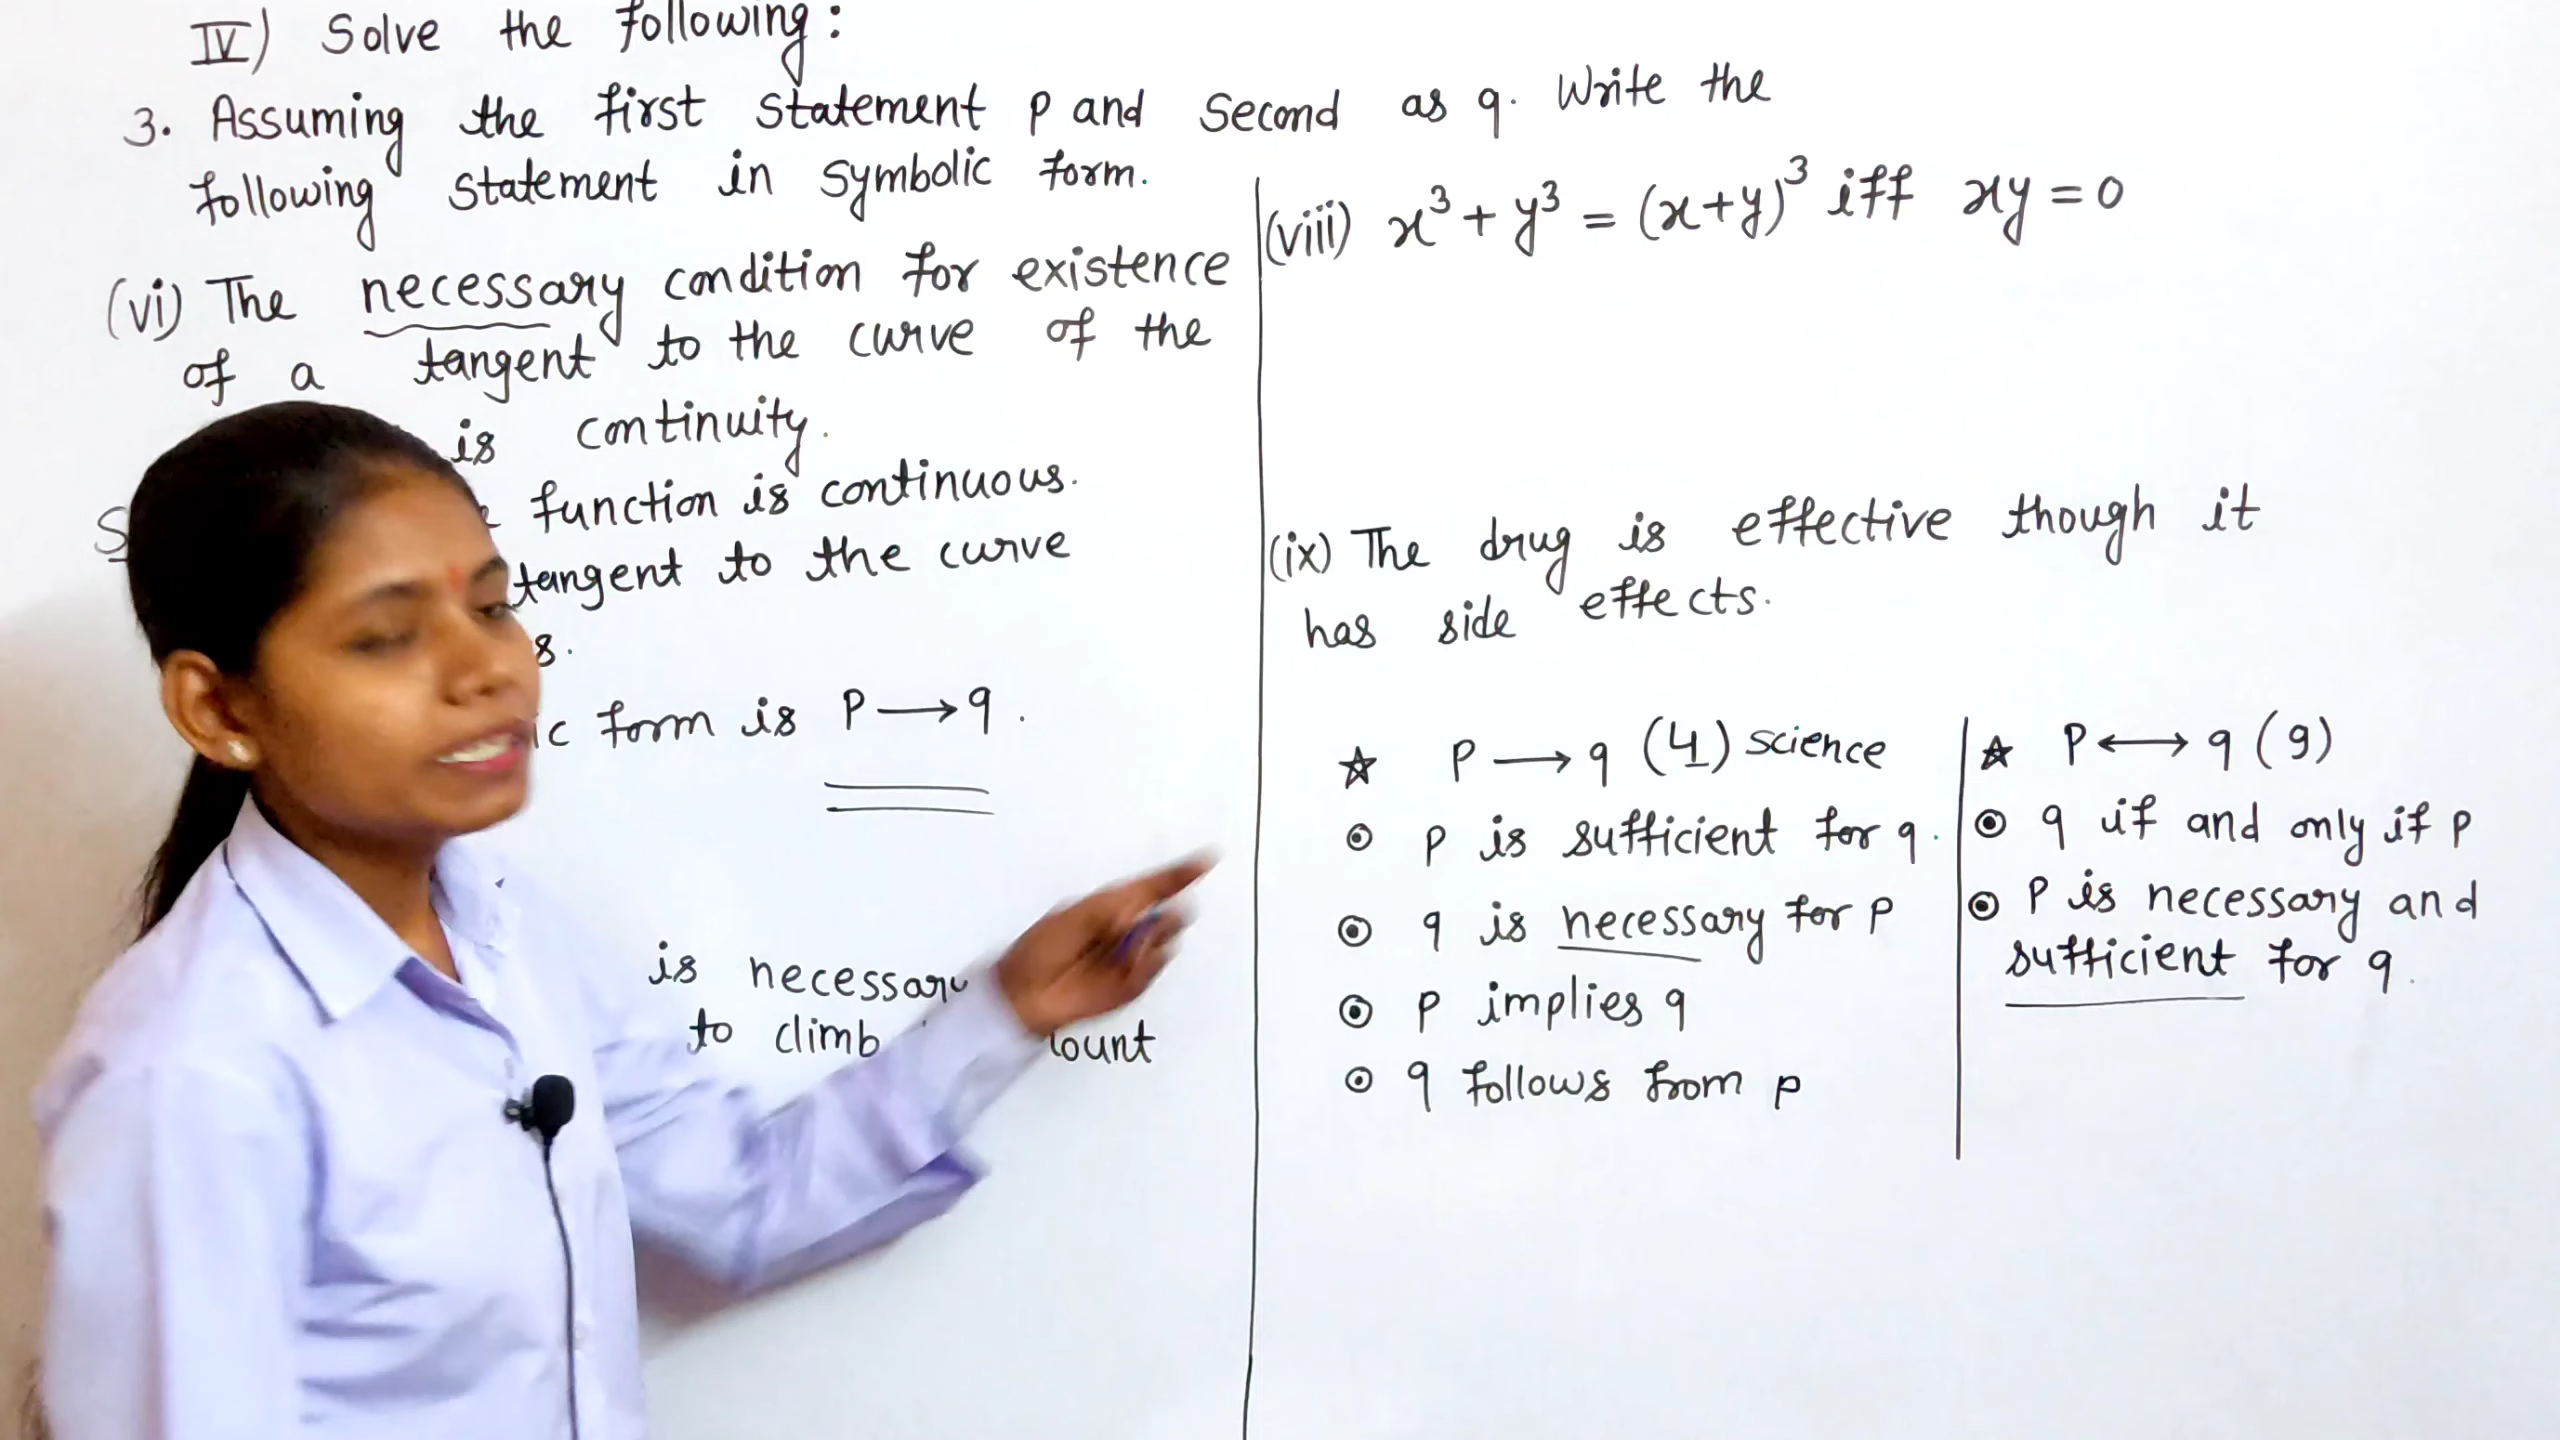 IV) Solve the following:
3. Assuming the first statement p and second as q. Write the
following statement in symbolic form.
(vi) The necessary condition for existence
of a tangent to the curve of the
is continuity.
function is continuous.
tangent to the curve
form is P → q.
is necessary
to climb
(viii) x³ + y³ = (x+y)³ iff xy = 0
(ix) The drug is effective though it
has side effects.
☆ P → q (4) science
⊙ p is sufficient for q.
⊙ q is necessary for p
⊙ p implies q
⊙ q follows from p
☆ P ↔ q (9)
⊙ q if and only if p
⊙ P is necessary and
sufficient for q.